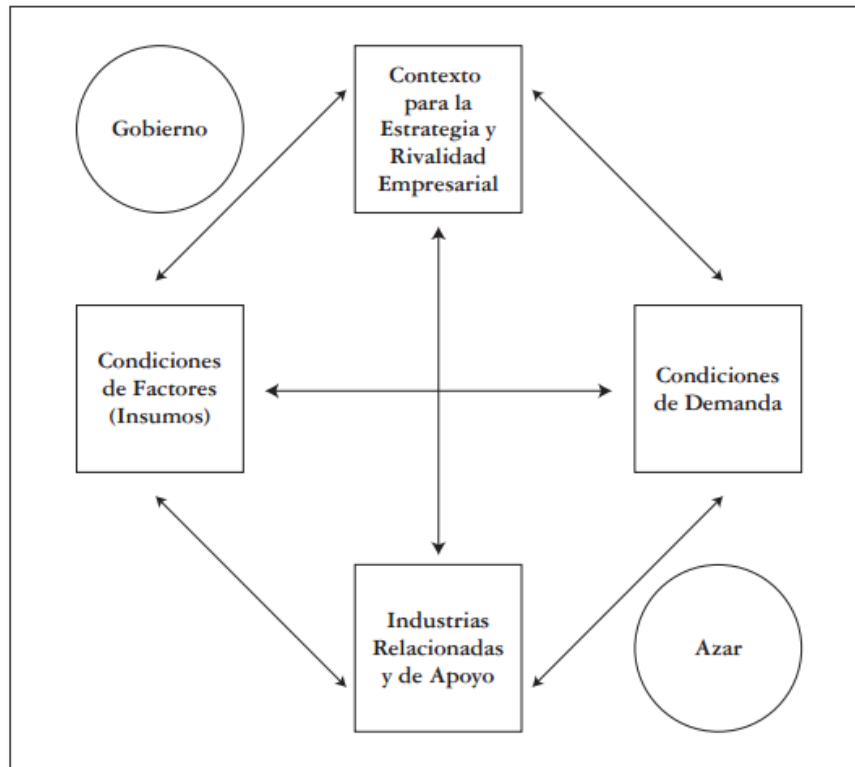 Gobierno
Contexto
para la
Estrategia y
Rivalidad
Empresarial
Condiciones
de Factores
(Insumos)
Condiciones
de Demanda
Industrias
Relacionadas
y de Apoyo
Azar